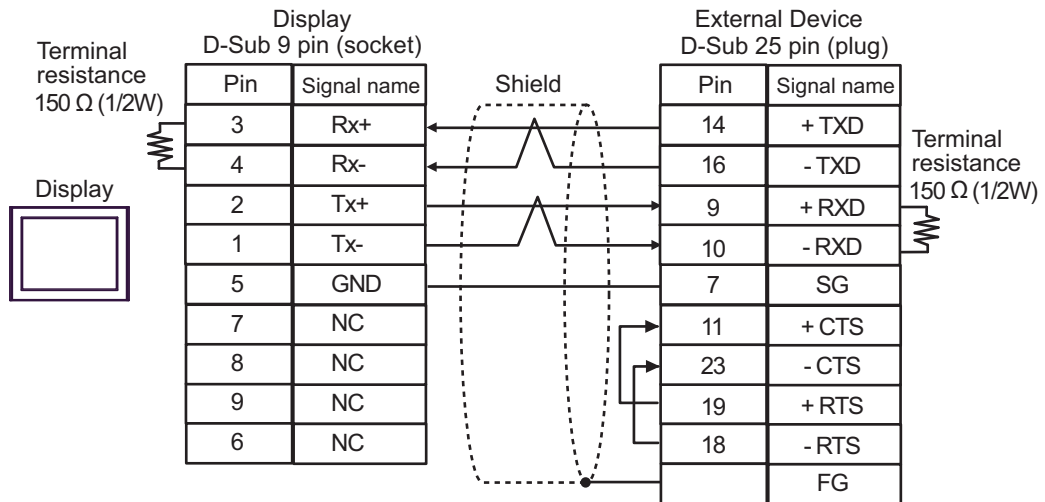 Display
D-Sub 9 pin (socket)
External Device
D-Sub 25 pin (plug)
Terminal
resistance
150 Ω (1/2W)
Shield
Pin Signal name
3 Rx+
4 Rx-
2 Tx+
1 Tx-
5 GND
7 NC
8 NC
9 NC
6 NC
Display
Pin Signal name
14 + TXD
16 - TXD
9 + RXD
10 - RXD
7 SG
11 + CTS
23 - CTS
19 + RTS
18 - RTS
FG
Terminal
resistance
150 Ω (1/2W)